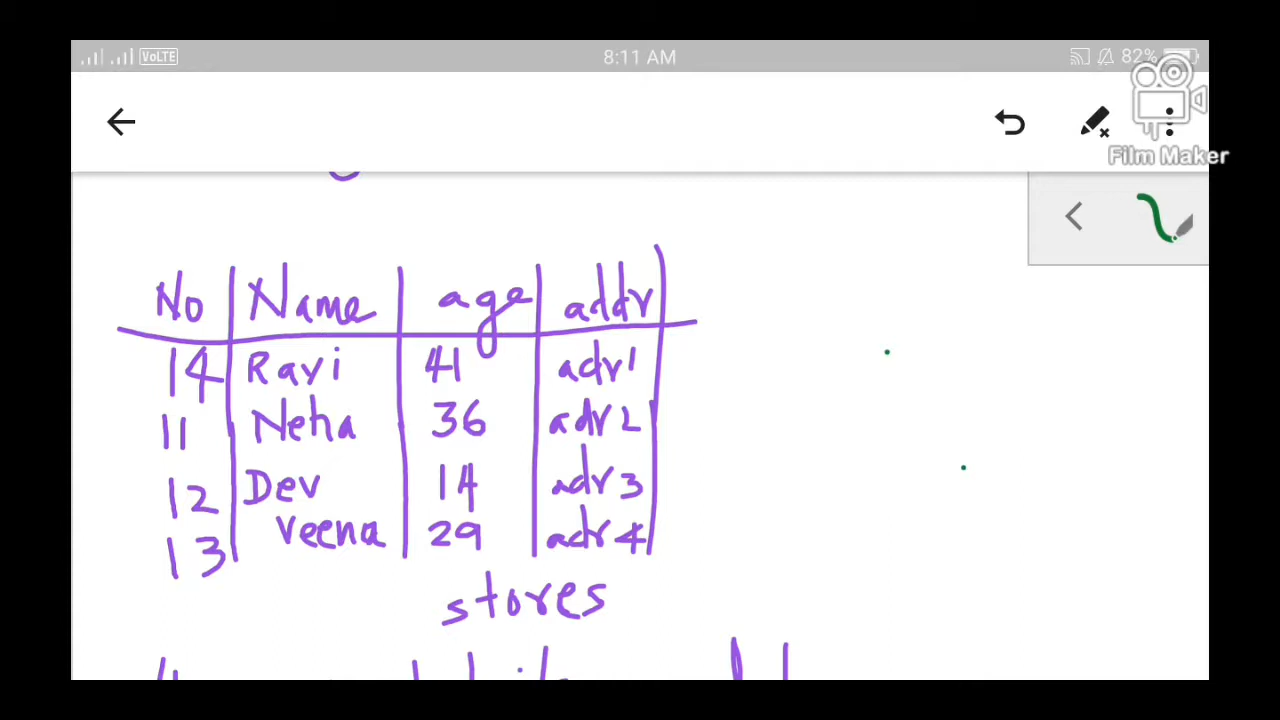 VoLTE 8:11 AM 82%
Film Maker
No Name age addr
14 Ravi 41 adr1
11 Neha 36 adr2
12 Dev 14 adr3
13 Veena 29 adr4
stores